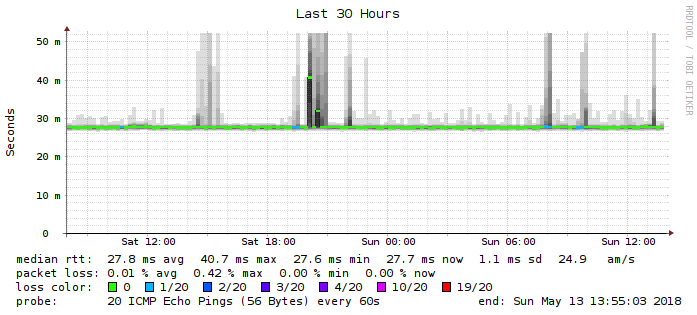 Last 30 Hours
RRDTOOL / TOBI OETIKER
Seconds
50 m
40 m
30 m
20 m
10 m
0
Sat 12:00 Sat 18:00 Sun 00:00 Sun 06:00 Sun 12:00
median rtt: 27.8 ms avg 40.7 ms max 27.6 ms min 27.7 ms now 1.1 ms sd 24.9 am/s
packet loss: 0.01 % avg 0.42 % max 0.00 % min 0.00 % now
loss color: 0 1/20 2/20 3/20 4/20 10/20 19/20
probe: 20 ICMP Echo Pings (56 Bytes) every 60s end: Sun May 13 13:55:03 2018